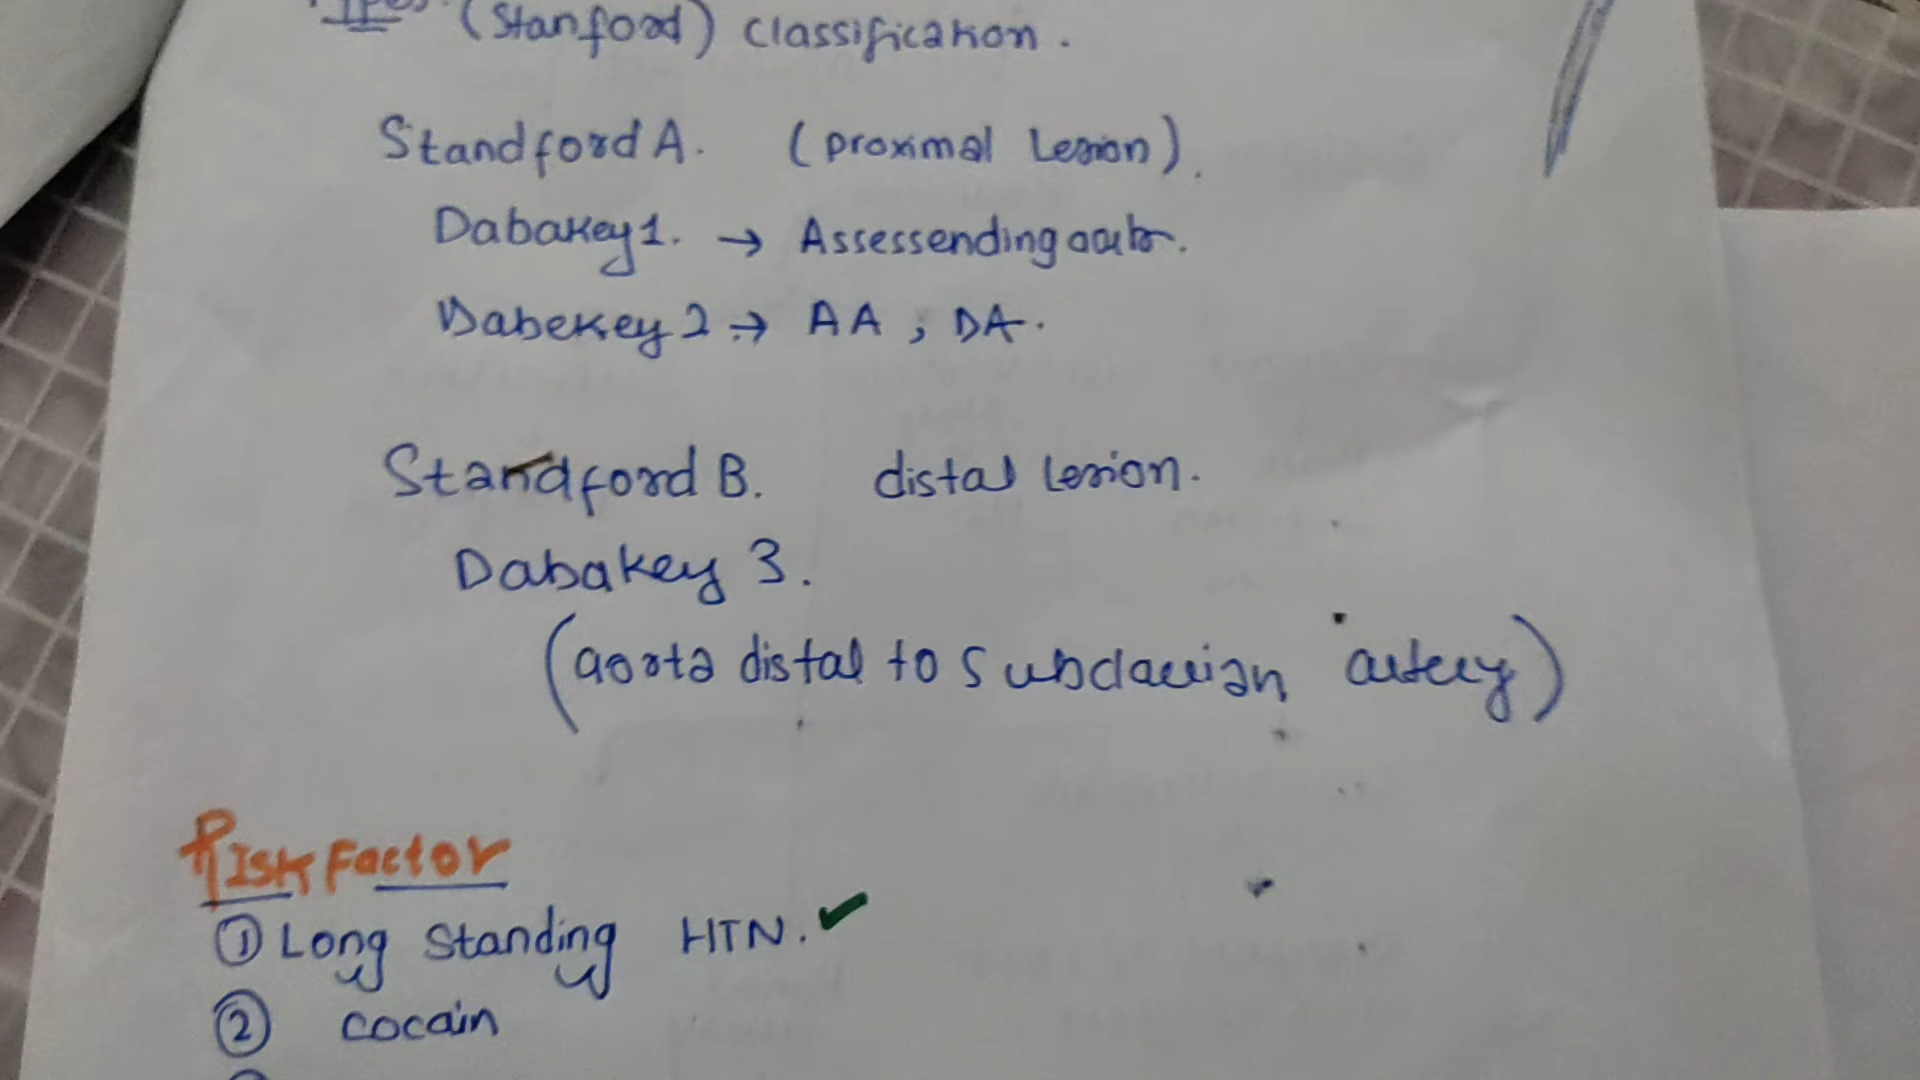 Types. (Stanford) classification.
Standford A. (proximal Lesion).
Dabakey 1. → Assessending aorta.
Dabekey 2 → AA, DA.
Standford B. distal lesion.
Dabakey 3.
(aorta distal to Subclavian artery)
Risk Factor
① Long Standing HTN. ✓
② cocain